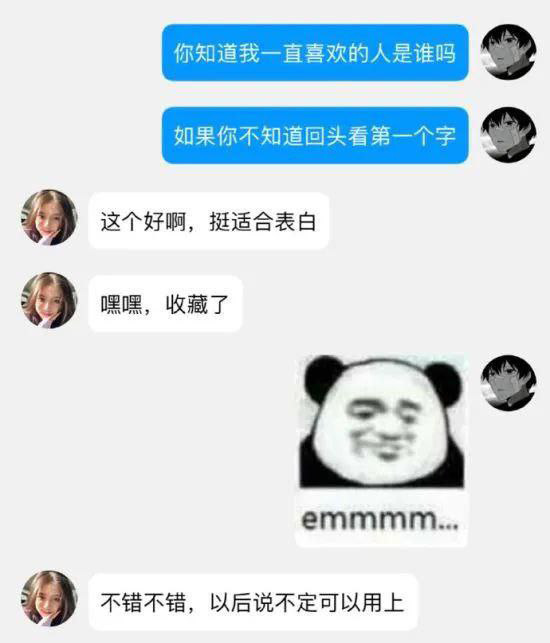 你知道我一直喜欢的人是谁吗
如果你不知道回头看第一个字
这个好啊，挺适合表白
嘿嘿，收藏了
emmmm...
不错不错，以后说不定可以用上